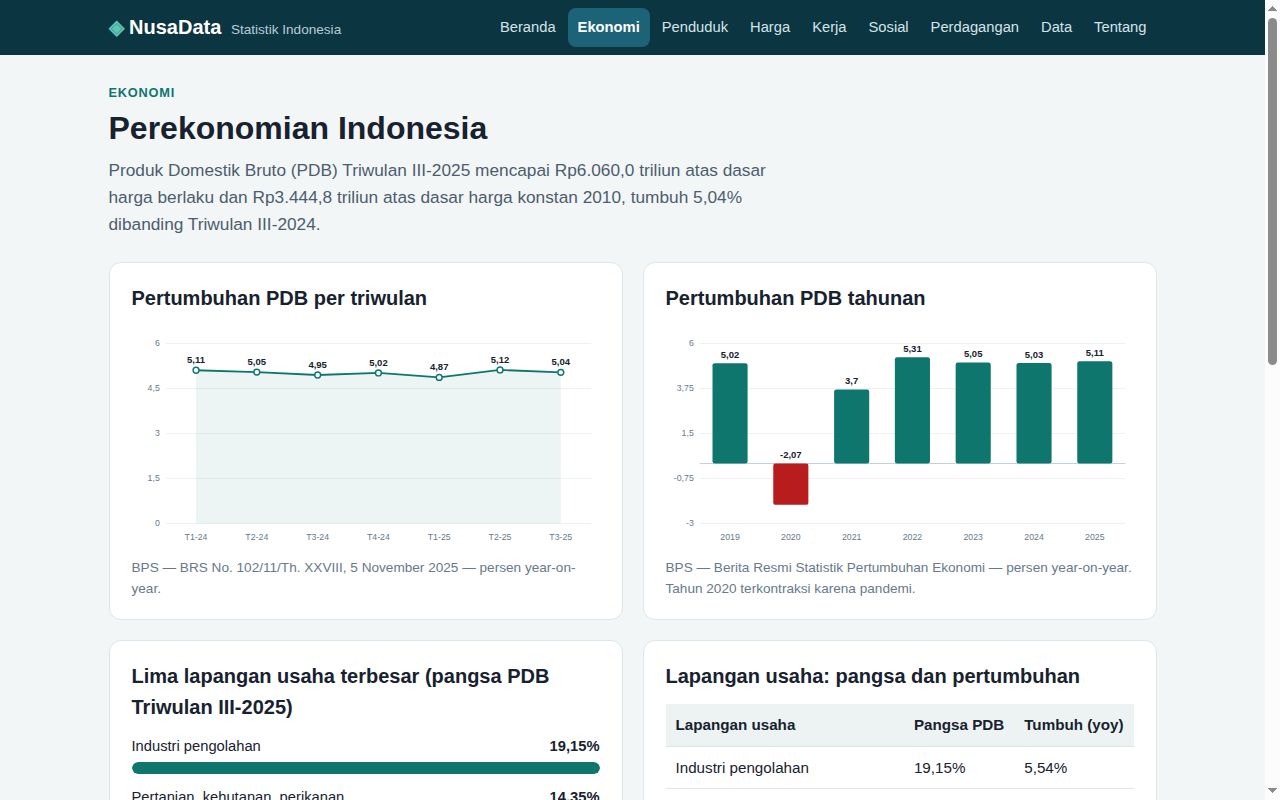 ◈ NusaData Statistik Indonesia
Beranda Ekonomi Penduduk Harga Kerja Sosial Perdagangan Data Tentang
EKONOMI
Perekonomian Indonesia
Produk Domestik Bruto (PDB) Triwulan III-2025 mencapai Rp6.060,0 triliun atas dasar
harga berlaku dan Rp3.444,8 triliun atas dasar harga konstan 2010, tumbuh 5,04%
dibanding Triwulan III-2024.
Pertumbuhan PDB per triwulan
6
4,5
3
1,5
0
5,11 5,05 4,95 5,02 4,87 5,12 5,04
T1-24 T2-24 T3-24 T4-24 T1-25 T2-25 T3-25
BPS — BRS No. 102/11/Th. XXVIII, 5 November 2025 — persen year-on-
year.
Pertumbuhan PDB tahunan
6
3,75
1,5
-0,75
-3
5,02 -2,07 3,7 5,31 5,05 5,03 5,11
2019 2020 2021 2022 2023 2024 2025
BPS — Berita Resmi Statistik Pertumbuhan Ekonomi — persen year-on-year.
Tahun 2020 terkontraksi karena pandemi.
Lima lapangan usaha terbesar (pangsa PDB
Triwulan III-2025)
Industri pengolahan 19,15%
Pertanian, kehutanan, perikanan 14,35%
Lapangan usaha: pangsa dan pertumbuhan
Lapangan usaha Pangsa PDB Tumbuh (yoy)
Industri pengolahan 19,15% 5,54%